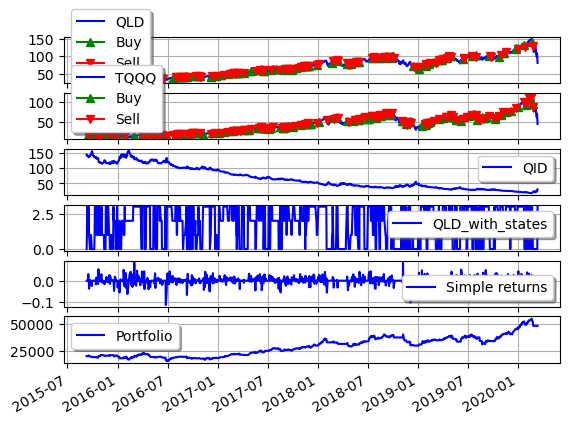 QLD
Buy
Sell
150
100
50
TQQQ
Buy
Sell
100
50
150
100
50
QID
2.5
0.0
QLD_with_states
0.0
−0.1
Simple returns
50000
25000
Portfolio
2015-07
2016-01
2016-07
2017-01
2017-07
2018-01
2018-07
2019-01
2019-07
2020-01